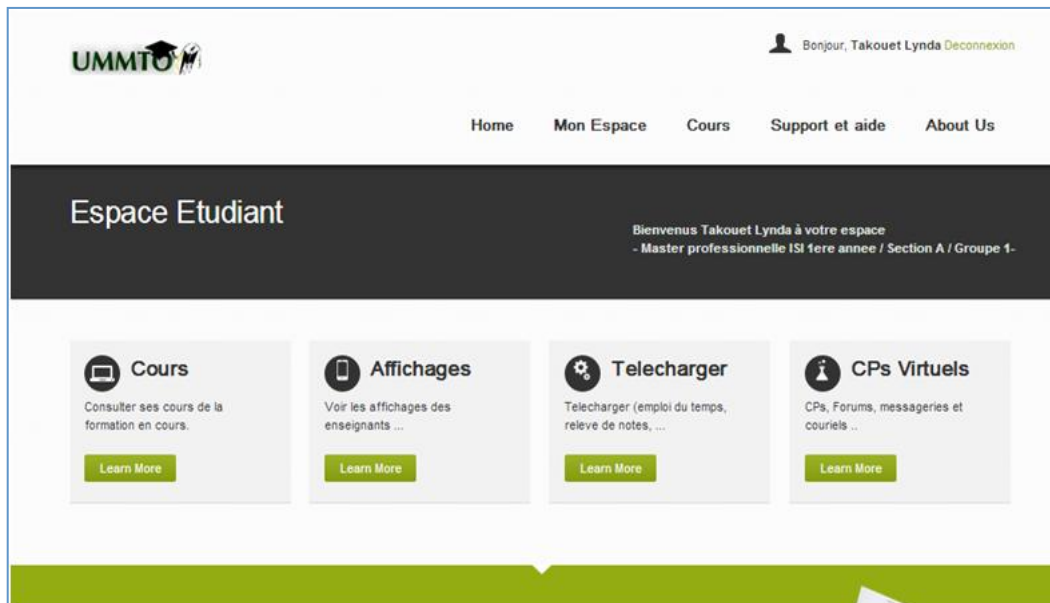 UMMTO
Bonjour, Takouet Lynda Deconnexion
Home Mon Espace Cours Support et aide About Us
Espace Etudiant
Bienvenus Takouet Lynda à votre espace
- Master professionnelle ISI 1ere annee / Section A / Groupe 1-
Cours
Consulter ses cours de la
formation en cours.
Learn More
Affichages
Voir les affichages des
enseignants ...
Learn More
Telecharger
Telecharger (emploi du temps,
releve de notes, ...
Learn More
CPs Virtuels
CPs, Forums, messageries et
couriels ..
Learn More